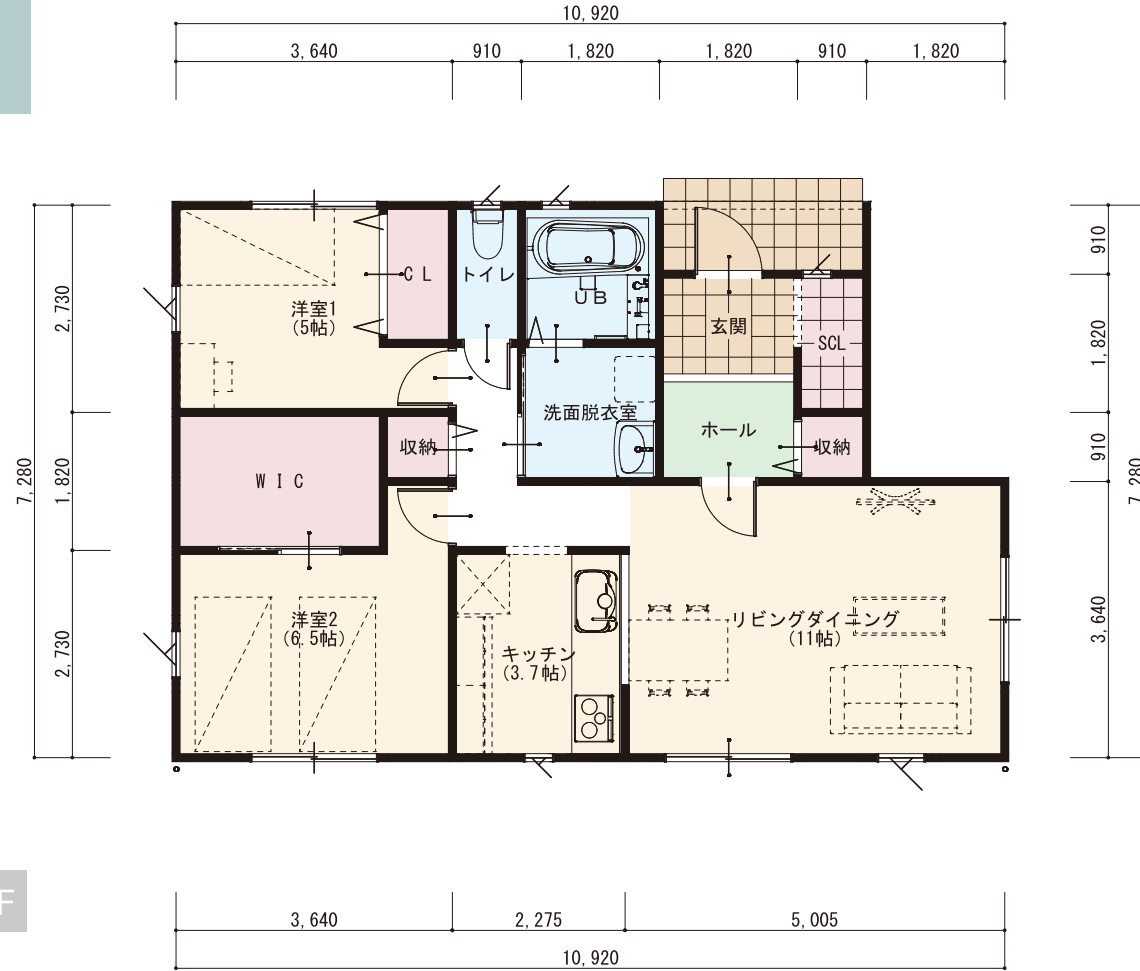 10,920
3,640 910 1,820 1,820 910 1,820
2,730
1,820
2,730
7,280
910
1,820
910
3,640
7,280
洋室1
(5帖)
CL
トイレ
UB
玄関
SCL
洗面脱衣室
ホール
収納
収納
WIC
洋室2
(6.5帖)
キッチン
(3.7帖)
リビングダイニング
(11帖)
F
3,640 2,275 5,005
10,920